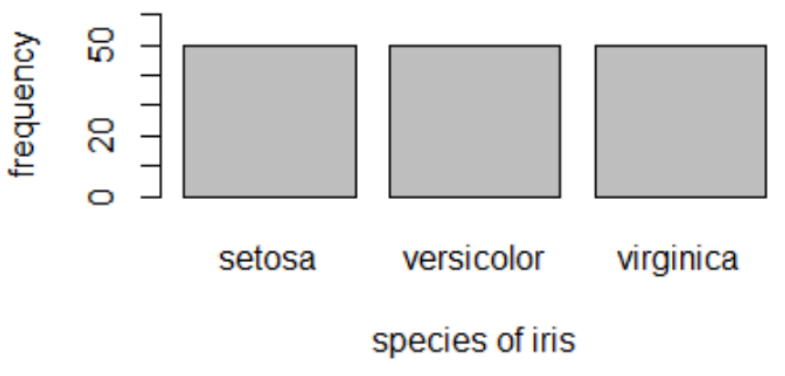 frequency
50
20
0
setosa versicolor virginica
species of iris